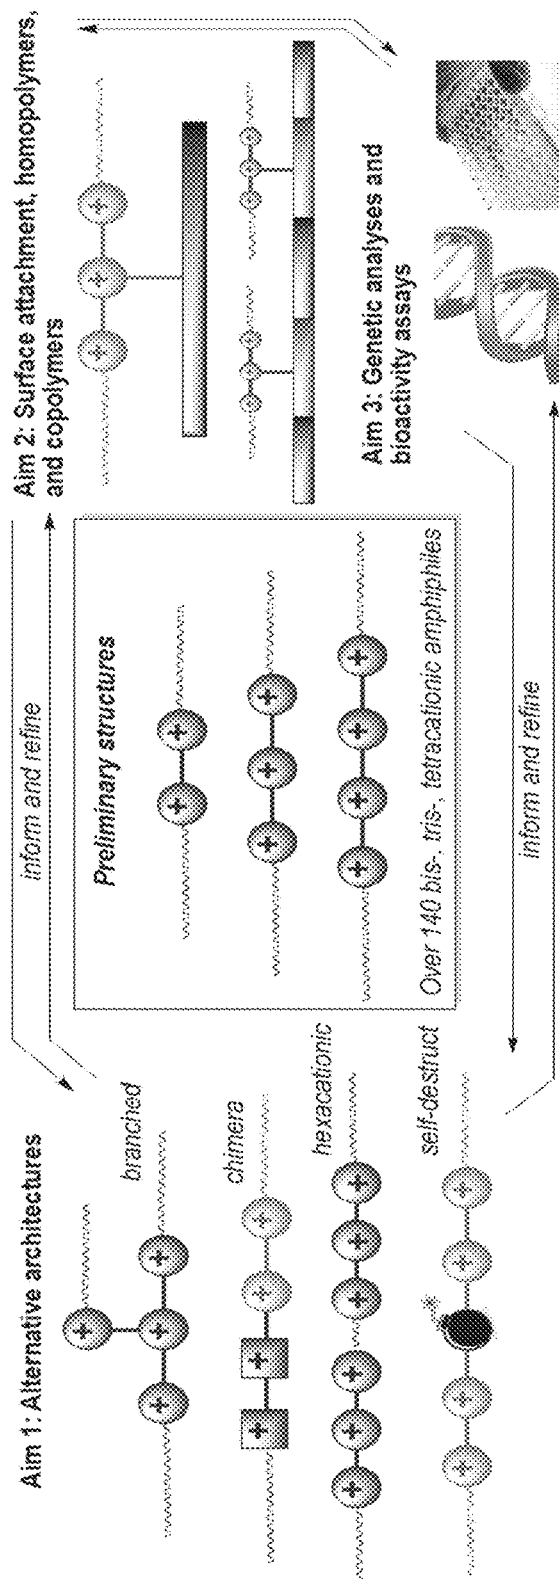 Aim 1: Alternative architectures
branched
chimera
hexacationic
self-destruct
inform and refine
Preliminary structures
Over 140 bis-, tris-, tetracationic amphiphiles
inform and refine
Aim 2: Surface attachment, homopolymers,
and copolymers
Aim 3: Genetic analyses and
bioactivity assays